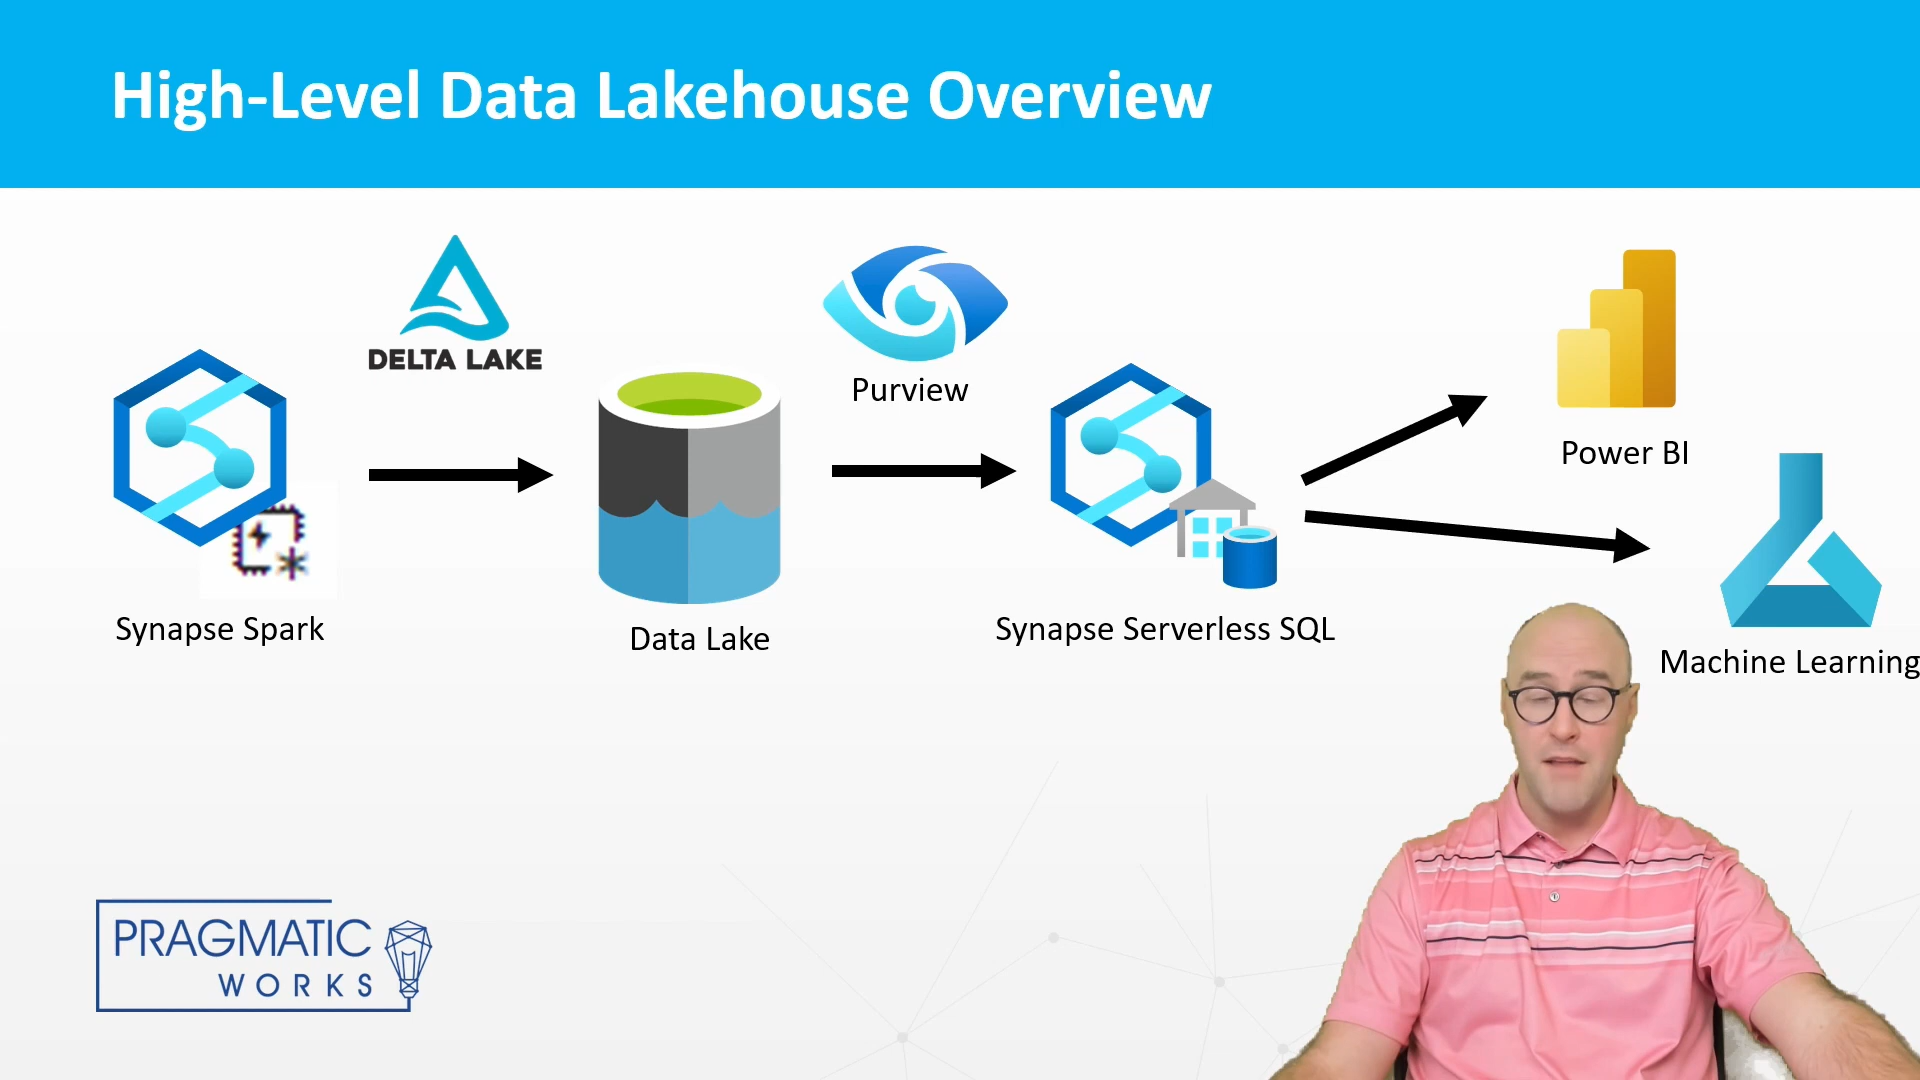 High-Level Data Lakehouse Overview
DELTA LAKE
Purview
Power BI
Synapse Spark
Data Lake
Synapse Serverless SQL
Machine Learning
PRAGMATIC
WORKS